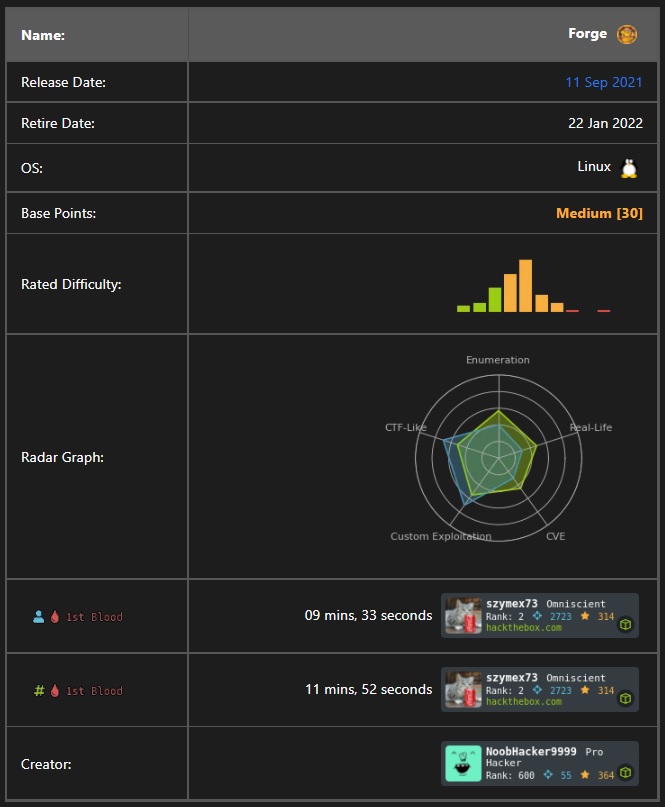 Name: Forge
Release Date: 11 Sep 2021
Retire Date: 22 Jan 2022
OS: Linux
Base Points: Medium [30]
Rated Difficulty:
Radar Graph:
Enumeration
CTF-Like Real-Life
Custom Exploitation CVE
1st Blood 09 mins, 33 seconds
szymex73 Omniscient
Rank: 2 2723 314
hackthebox.com
# 1st Blood 11 mins, 52 seconds
szymex73 Omniscient
Rank: 2 2723 314
hackthebox.com
Creator:
NoobHacker9999 Pro
Hacker
Rank: 600 55 364